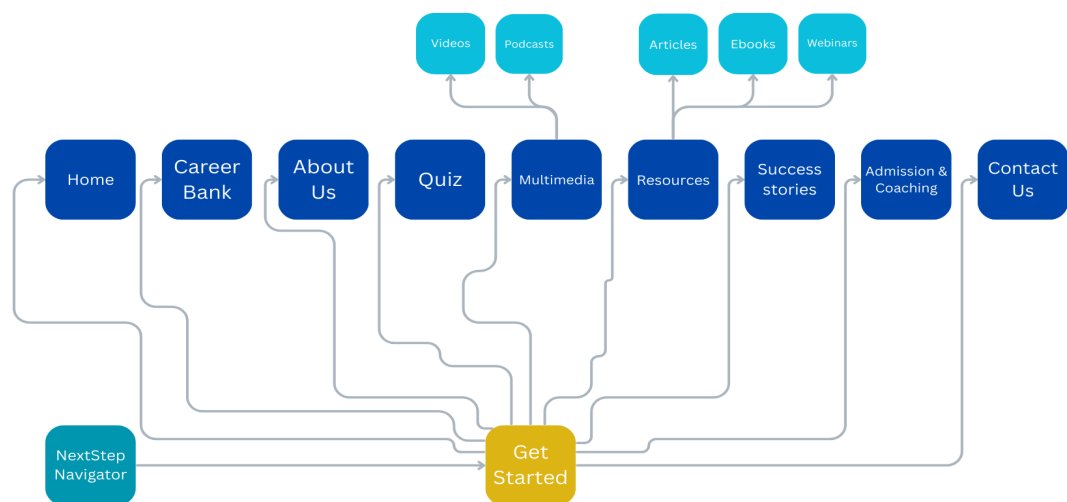 Videos
Podcasts
Articles
Ebooks
Webinars
Home
Career
Bank
About
Us
Quiz
Multimedia
Resources
Success
stories
Admission &
Coaching
Contact
Us
NextStep
Navigator
Get
Started